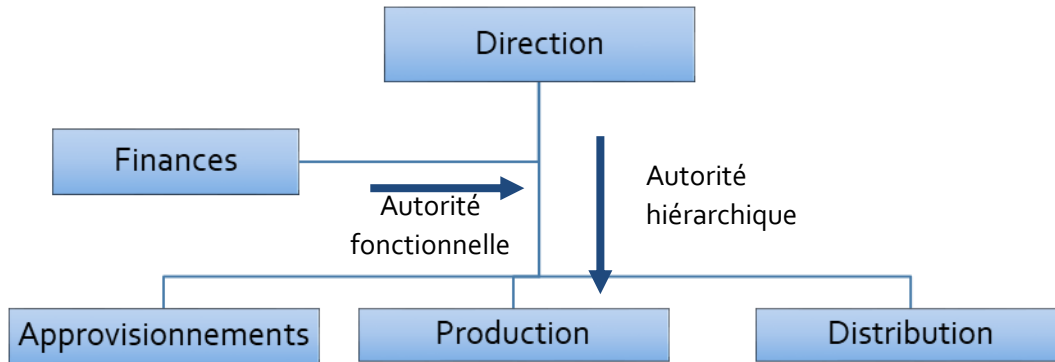 Direction
Finances
Autorité
fonctionnelle
Autorité
hiérarchique
Approvisionnements
Production
Distribution